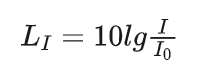 L_I = 10lg\frac{I}{I_0}